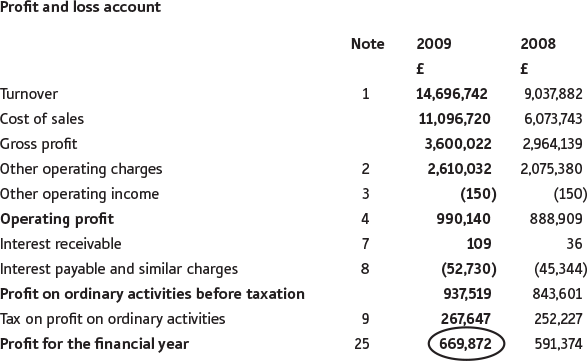 Profit and loss account
Note 2009 2008
£ £
Turnover 1 14,696,742 9,037,882
Cost of sales 11,096,720 6,073,743
Gross profit 3,600,022 2,964,139
Other operating charges 2 2,610,032 2,075,380
Other operating income 3 (150) (150)
Operating profit 4 990,140 888,909
Interest receivable 7 109 36
Interest payable and similar charges 8 (52,730) (45,344)
Profit on ordinary activities before taxation 937,519 843,601
Tax on profit on ordinary activities 9 267,647 252,227
Profit for the financial year 25 669,872 591,374